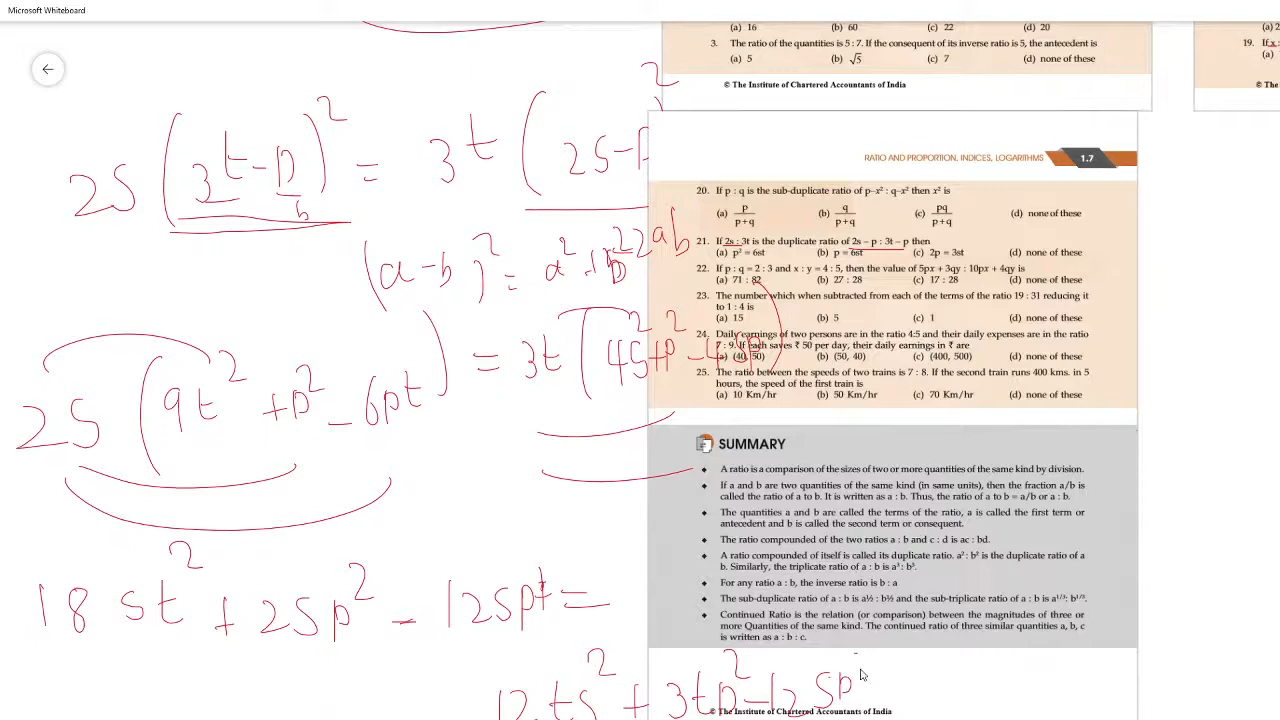 Microsoft Whiteboard
(a) 16 (b) 60 (c) 22 (d) 20
3. The ratio of the quantities is 5 : 7. If the consequent of its inverse ratio is 5, the antecedent is
(a) 5 (b) √5 (c) 7 (d) none of these
© The Institute of Chartered Accountants of India
19. If x
(a)
© The
RATIO AND PROPORTION, INDICES, LOGARITHMS 1.7
20. If p : q is the sub-duplicate ratio of p–x² : q–x² then x² is
(a) p/p+q (b) q/p+q (c) pq/p+q (d) none of these
21. If 2s : 3t is the duplicate ratio of 2s – p : 3t – p then
(a) p² = 6st (b) p = 6st (c) 2p = 3st (d) none of these
22. If p : q = 2 : 3 and x : y = 4 : 5, then the value of 5px + 3qy : 10px + 4qy is
(a) 71 : 82 (b) 27 : 28 (c) 17 : 28 (d) none of these
23. The number which when subtracted from each of the terms of the ratio 19 : 31 reducing it
to 1 : 4 is
(a) 15 (b) 5 (c) 1 (d) none of these
24. Daily earnings of two persons are in the ratio 4:5 and their daily expenses are in the ratio
7 : 9. If each saves ₹ 50 per day, their daily earnings in ₹ are
(a) (40, 50) (b) (50, 40) (c) (400, 500) (d) none of these
25. The ratio between the speeds of two trains is 7 : 8. If the second train runs 400 kms. in 5
hours, the speed of the first train is
(a) 10 Km/hr (b) 50 Km/hr (c) 70 Km/hr (d) none of these
SUMMARY
A ratio is a comparison of the sizes of two or more quantities of the same kind by division.
If a and b are two quantities of the same kind (in same units), then the fraction a/b is
called the ratio of a to b. It is written as a : b. Thus, the ratio of a to b = a/b or a : b.
The quantities a and b are called the terms of the ratio, a is called the first term or
antecedent and b is called the second term or consequent.
The ratio compounded of the two ratios a : b and c : d is ac : bd.
A ratio compounded of itself is called its duplicate ratio. a² : b² is the duplicate ratio of a
b. Similarly, the triplicate ratio of a : b is a³ : b³.
For any ratio a : b, the inverse ratio is b : a
The sub-duplicate ratio of a : b is a½ : b½ and the sub-triplicate ratio of a : b is a^1/3 : b^1/3.
Continued Ratio is the relation (or comparison) between the magnitudes of three or
more Quantities of the same kind. The continued ratio of three similar quantities a, b, c
is written as a : b : c.
© The Institute of Chartered Accountants of India
2s (3t - p)² = 3t (2s - p)²
b
(a - b)² = a² + b² - 2ab
2s (9t² + p² - 6pt) = 3t (4s² + p² - 4sp)
18 st² + 2sp² - 12spt =
12ts² + 3tp² - 12sp